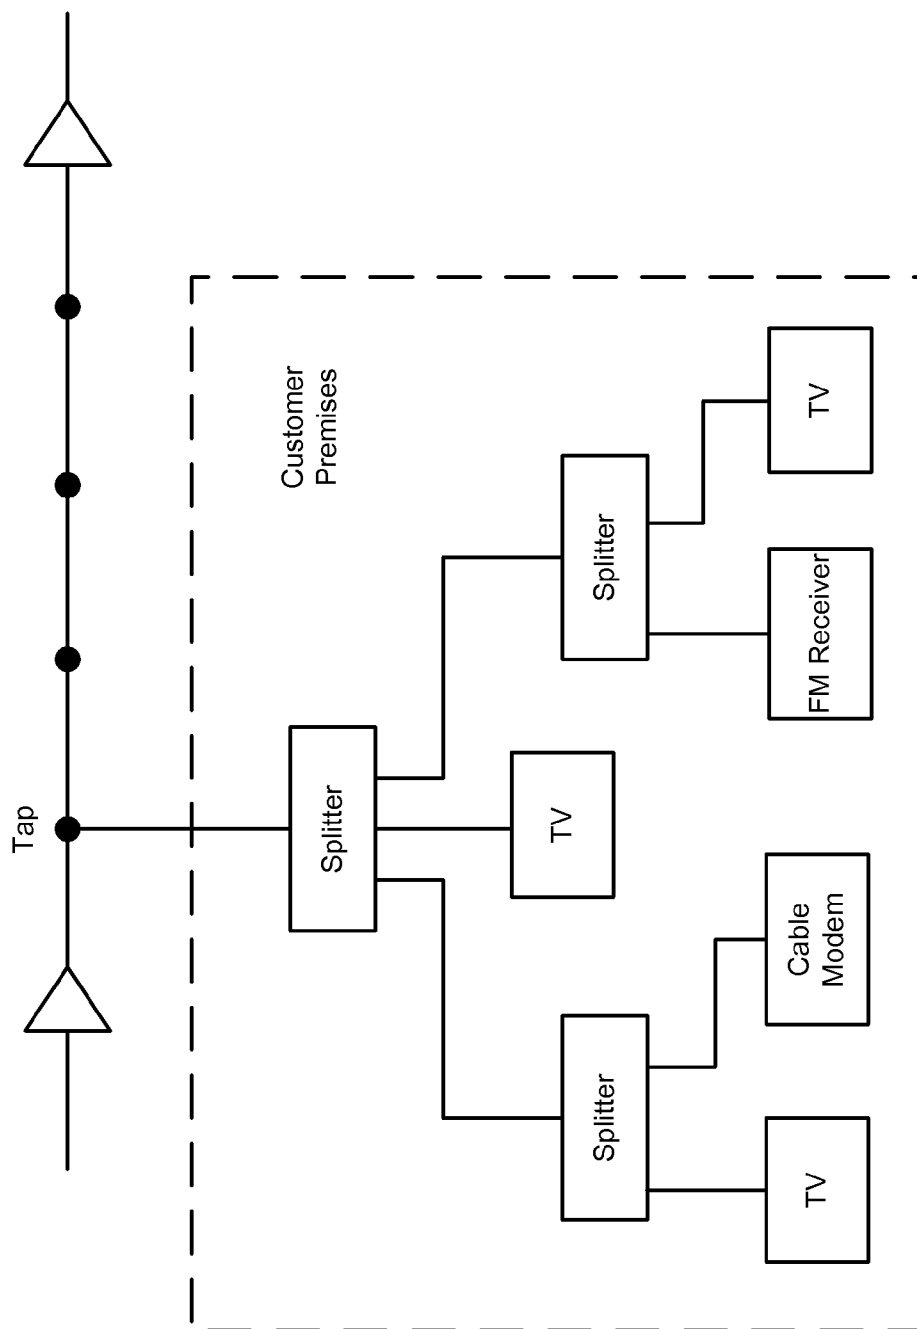 Tap
Customer
Premises
Splitter
TV
Splitter
Splitter
TV
Cable
Modem
FM Receiver
TV